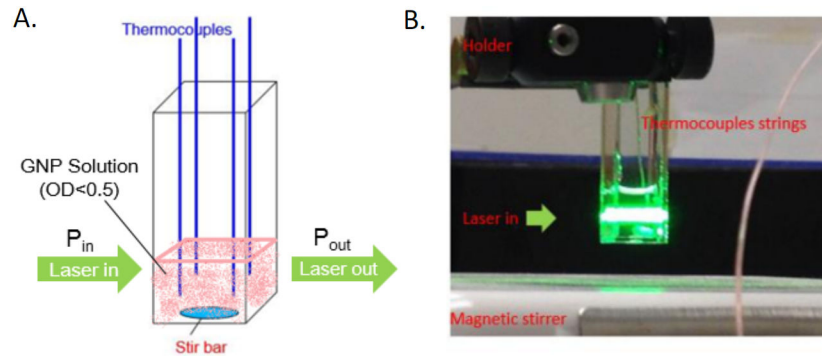 A.
Thermocouples
GNP Solution
(OD<0.5)
Pin
Laser in
Pout
Laser out
Stir bar
B.
Holder
Thermocouples strings
Laser in
Magnetic stirrer